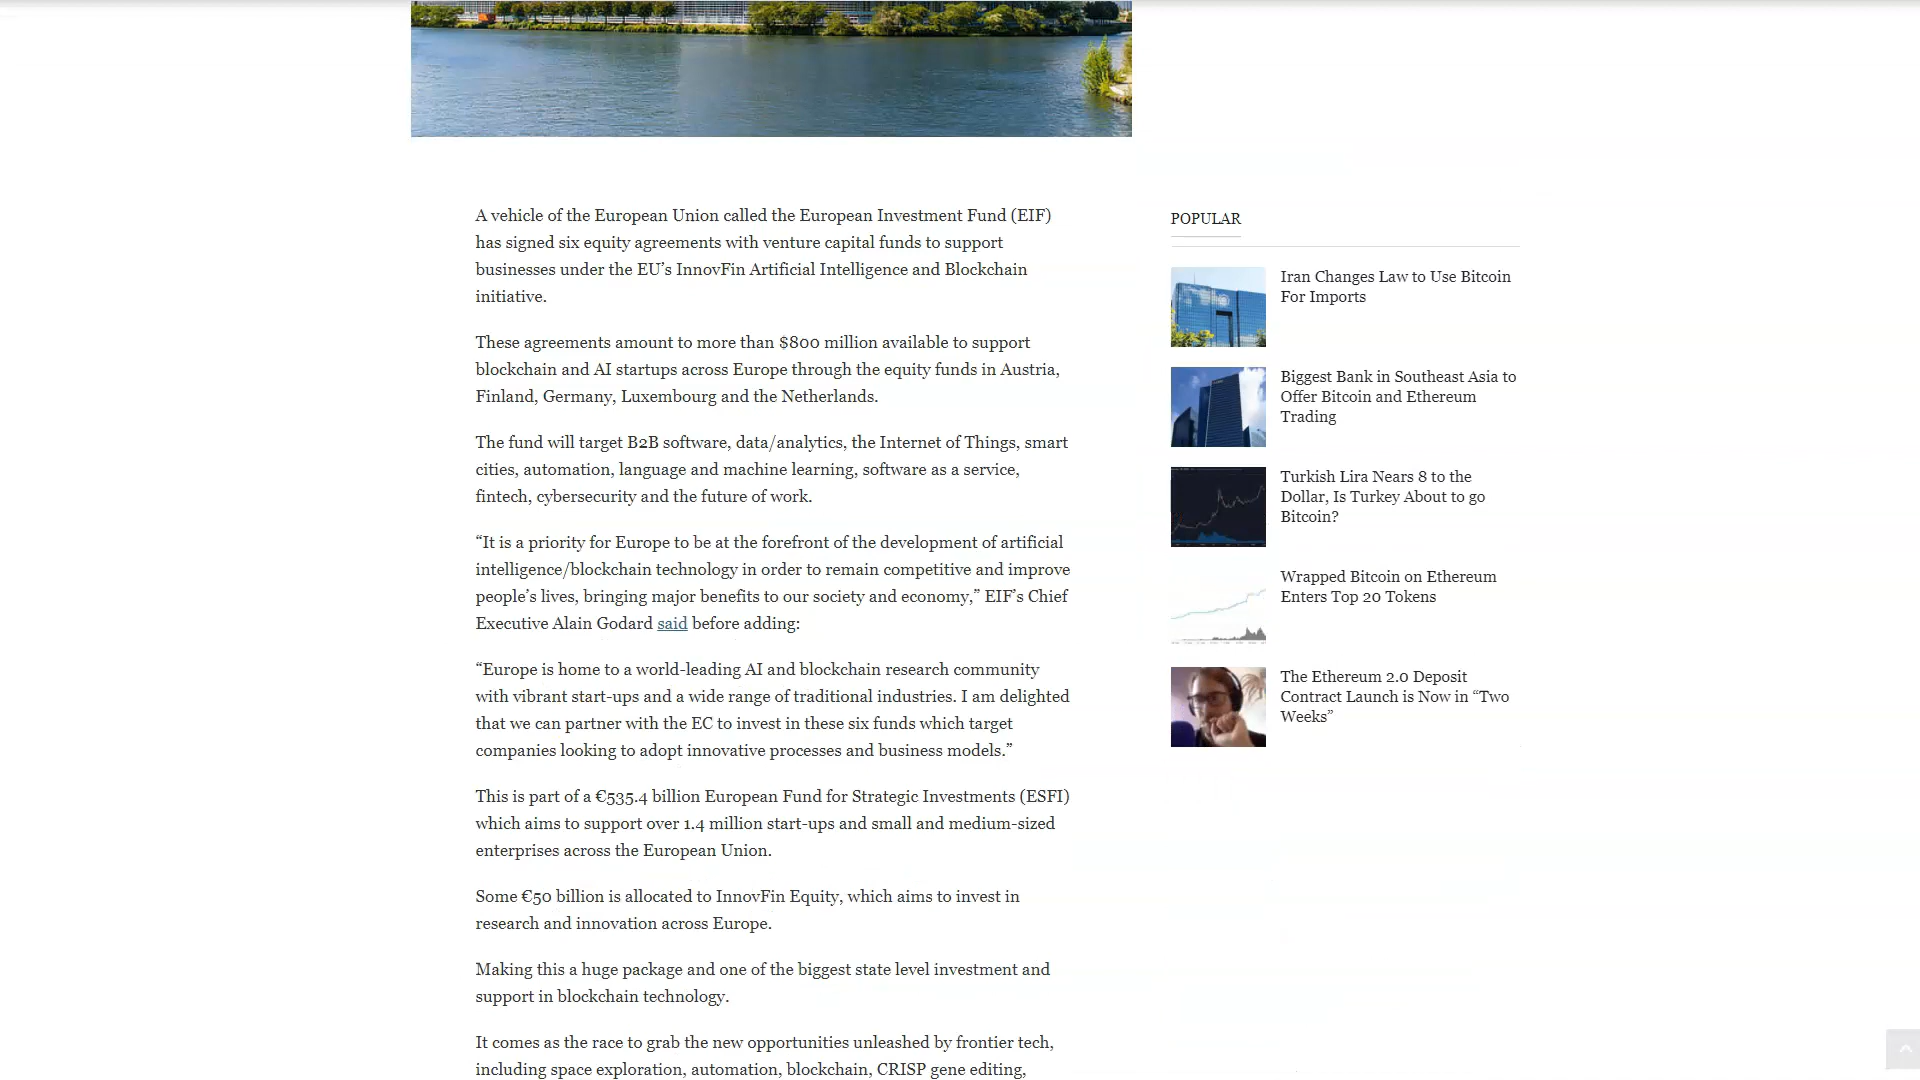 A vehicle of the European Union called the European Investment Fund (EIF)
has signed six equity agreements with venture capital funds to support
businesses under the EU’s InnovFin Artificial Intelligence and Blockchain
initiative.
These agreements amount to more than $800 million available to support
blockchain and AI startups across Europe through the equity funds in Austria,
Finland, Germany, Luxembourg and the Netherlands.
The fund will target B2B software, data/analytics, the Internet of Things, smart
cities, automation, language and machine learning, software as a service,
fintech, cybersecurity and the future of work.
“It is a priority for Europe to be at the forefront of the development of artificial
intelligence/blockchain technology in order to remain competitive and improve
people’s lives, bringing major benefits to our society and economy,” EIF’s Chief
Executive Alain Godard said before adding:
“Europe is home to a world-leading AI and blockchain research community
with vibrant start-ups and a wide range of traditional industries. I am delighted
that we can partner with the EC to invest in these six funds which target
companies looking to adopt innovative processes and business models.”
This is part of a €535.4 billion European Fund for Strategic Investments (ESFI)
which aims to support over 1.4 million start-ups and small and medium-sized
enterprises across the European Union.
Some €50 billion is allocated to InnovFin Equity, which aims to invest in
research and innovation across Europe.
Making this a huge package and one of the biggest state level investment and
support in blockchain technology.
It comes as the race to grab the new opportunities unleashed by frontier tech,
including space exploration, automation, blockchain, CRISP gene editing,
POPULAR
Iran Changes Law to Use Bitcoin
For Imports
Biggest Bank in Southeast Asia to
Offer Bitcoin and Ethereum
Trading
Turkish Lira Nears 8 to the
Dollar, Is Turkey About to go
Bitcoin?
Wrapped Bitcoin on Ethereum
Enters Top 20 Tokens
The Ethereum 2.0 Deposit
Contract Launch is Now in “Two
Weeks”